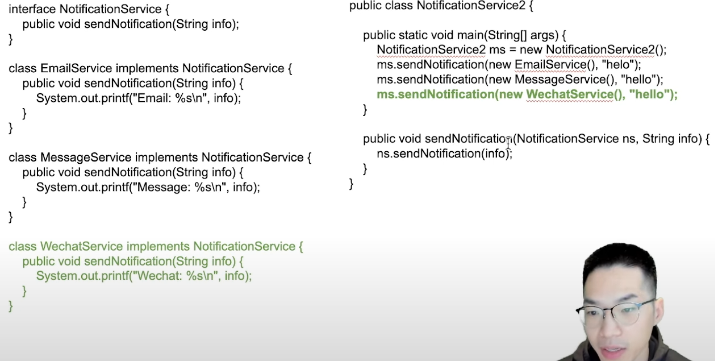 interface NotificationService {
public void sendNotification(String info);
}
class EmailService implements NotificationService {
public void sendNotification(String info) {
System.out.printf("Email: %s\n", info);
}
}
class MessageService implements NotificationService {
public void sendNotification(String info) {
System.out.printf("Message: %s\n", info);
}
}
class WechatService implements NotificationService {
public void sendNotification(String info) {
System.out.printf("Wechat: %s\n", info);
}
}
public class NotificationService2 {
public static void main(String[] args) {
NotificationService2 ms = new NotificationService2();
ms.sendNotification(new EmailService(), "helo");
ms.sendNotification(new MessageService(), "hello");
ms.sendNotification(new WechatService(), "hello");
}
public void sendNotification(NotificationService ns, String info) {
ns.sendNotification(info);
}
}